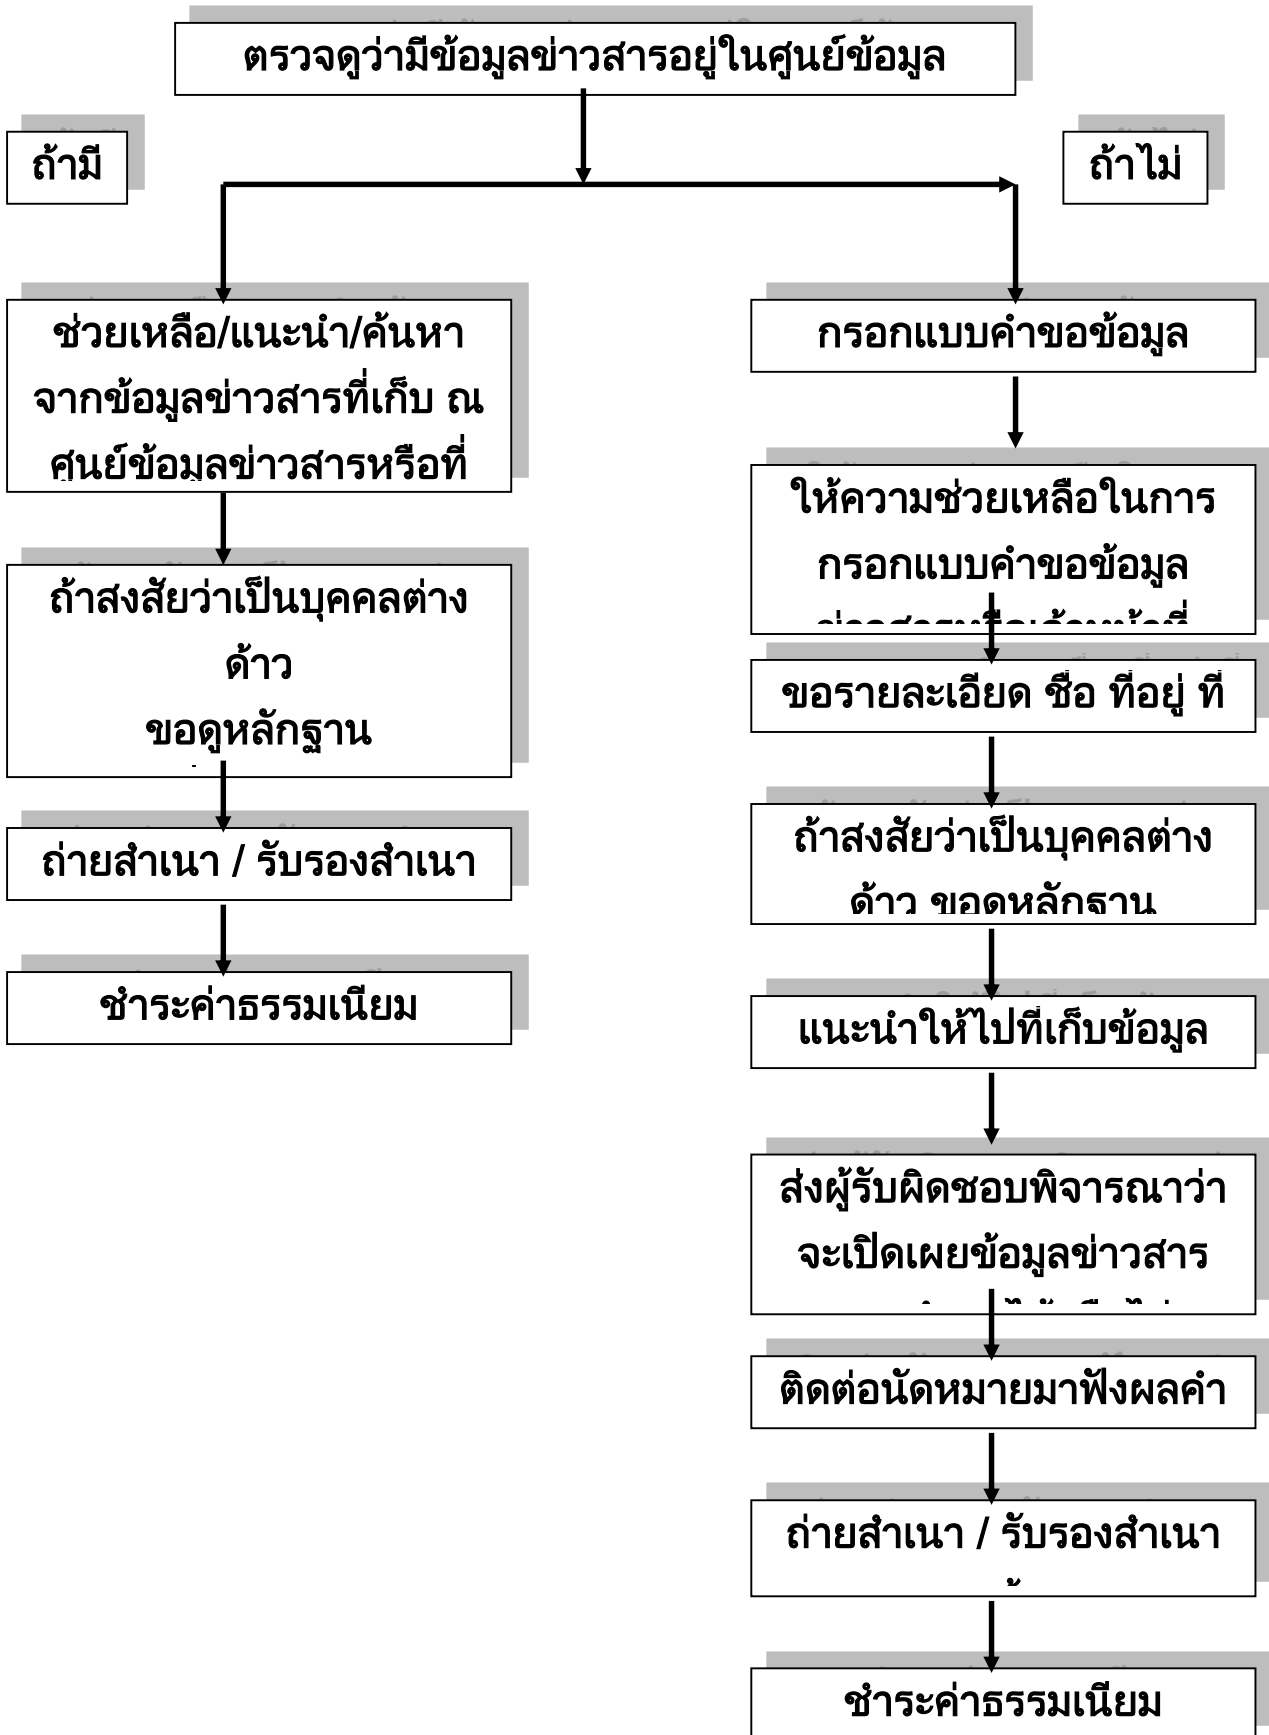 ตรวจดูว่ามีข้อมูลข่าวสารอยู่ในศูนย์ข้อมูล
ถ้ามี
ถ้าไม่
ช่วยเหลือ/แนะนำ/ค้นหา
จากข้อมูลข่าวสารที่เก็บ ณ
ศูนย์ข้อมูลข่าวสารหรือที่
ถ้าสงสัยว่าเป็นบุคคลต่าง
ด้าว
ขอดูหลักฐาน
ถ่ายสำเนา / รับรองสำเนา
ชำระค่าธรรมเนียม
กรอกแบบคำขอข้อมูล
ให้ความช่วยเหลือในการ
กรอกแบบคำขอข้อมูล
ขอรายละเอียด ชื่อ ที่อยู่ ที่
ถ้าสงสัยว่าเป็นบุคคลต่าง
ด้าว ขอดูหลักฐาน
แนะนำให้ไปที่เก็บข้อมูล
ส่งผู้รับผิดชอบพิจารณาว่า
จะเปิดเผยข้อมูลข่าวสาร
ติดต่อนัดหมายมาฟังผลคำ
ถ่ายสำเนา / รับรองสำเนา
ชำระค่าธรรมเนียม